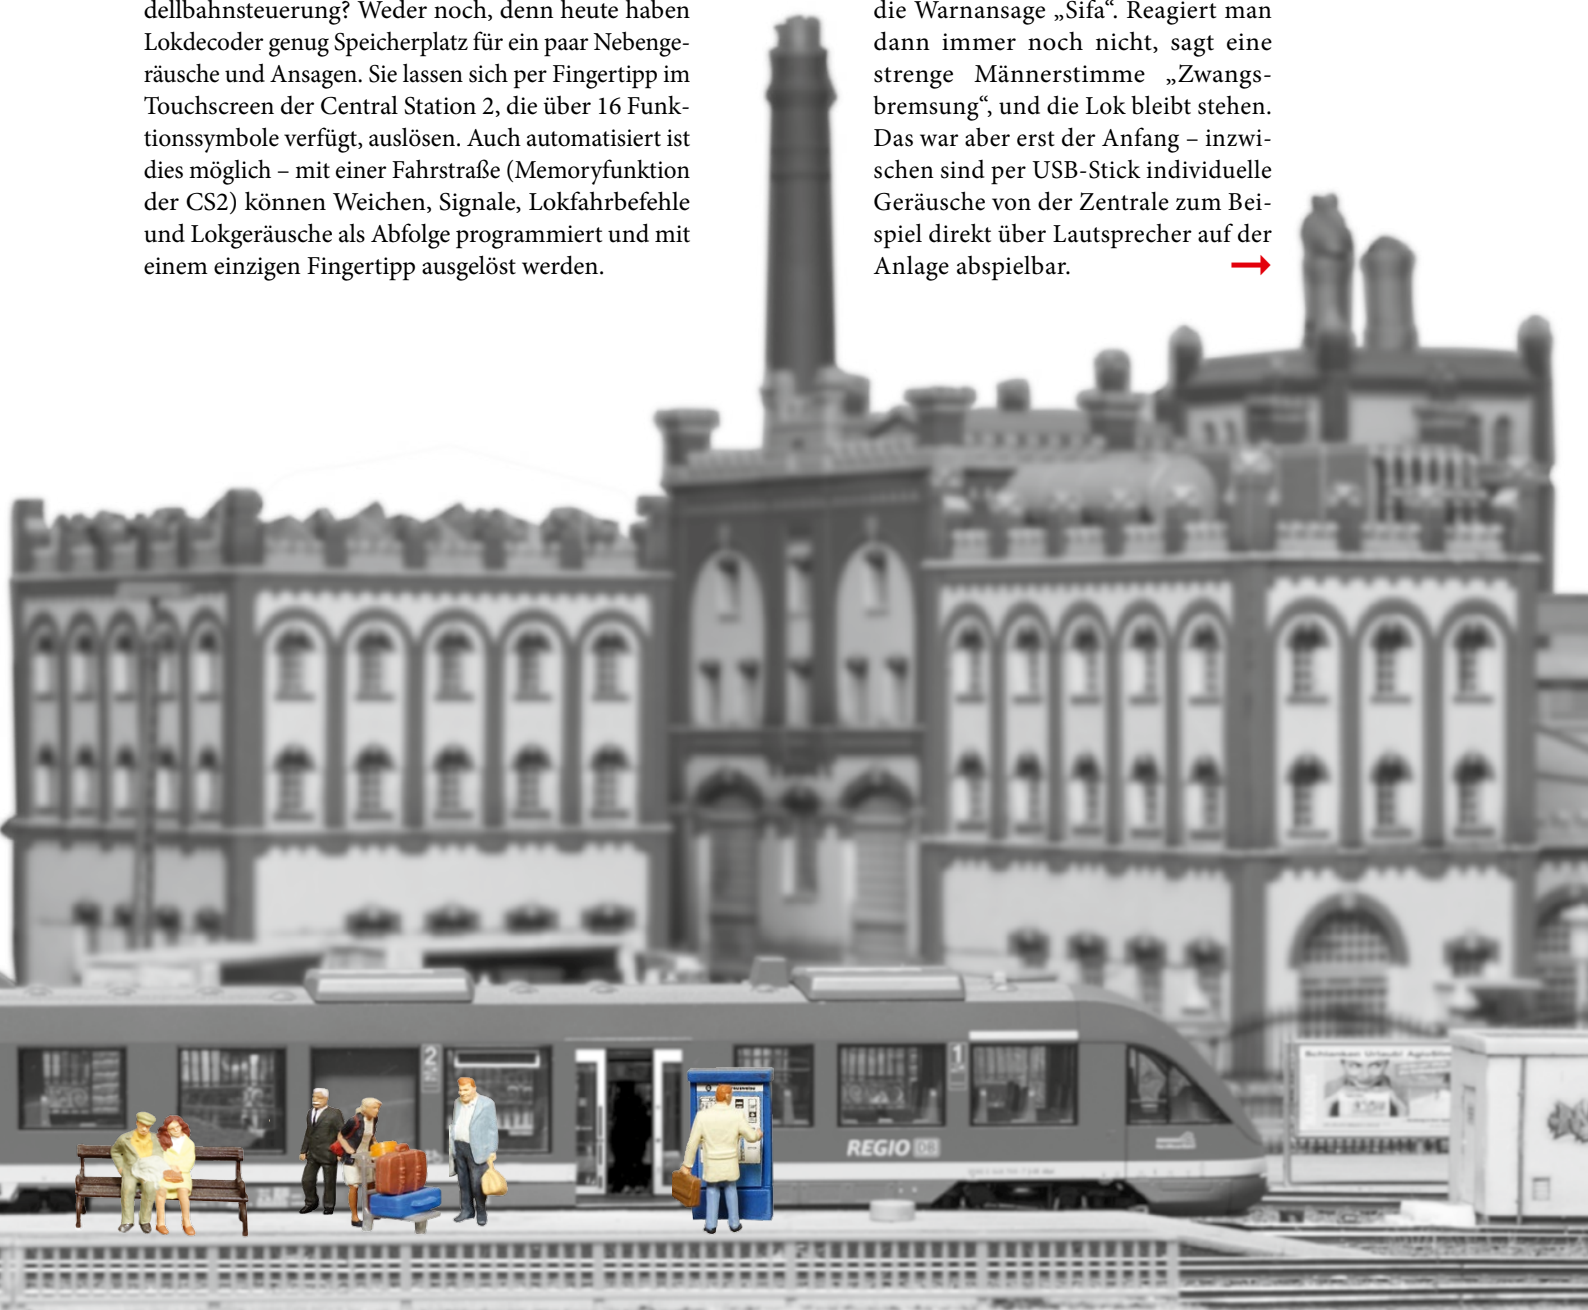 dellbahnsteuerung? Weder noch, denn heute haben
Lokdecoder genug Speicherplatz für ein paar Nebenge-
räusche und Ansagen. Sie lassen sich per Fingertipp im
Touchscreen der Central Station 2, die über 16 Funk-
tionssymbole verfügt, auslösen. Auch automatisiert ist
dies möglich – mit einer Fahrstraße (Memoryfunktion
der CS2) können Weichen, Signale, Lokfahrbefehle
und Lokgeräusche als Abfolge programmiert und mit
einem einzigen Fingertipp ausgelöst werden.
die Warnansage „Sifa“. Reagiert man
dann immer noch nicht, sagt eine
strenge Männerstimme „Zwangs-
bremsung“, und die Lok bleibt stehen.
Das war aber erst der Anfang – inzwi-
schen sind per USB-Stick individuelle
Geräusche von der Zentrale zum Bei-
spiel direkt über Lautsprecher auf der
Anlage abspielbar.
2
1
REGIO DB